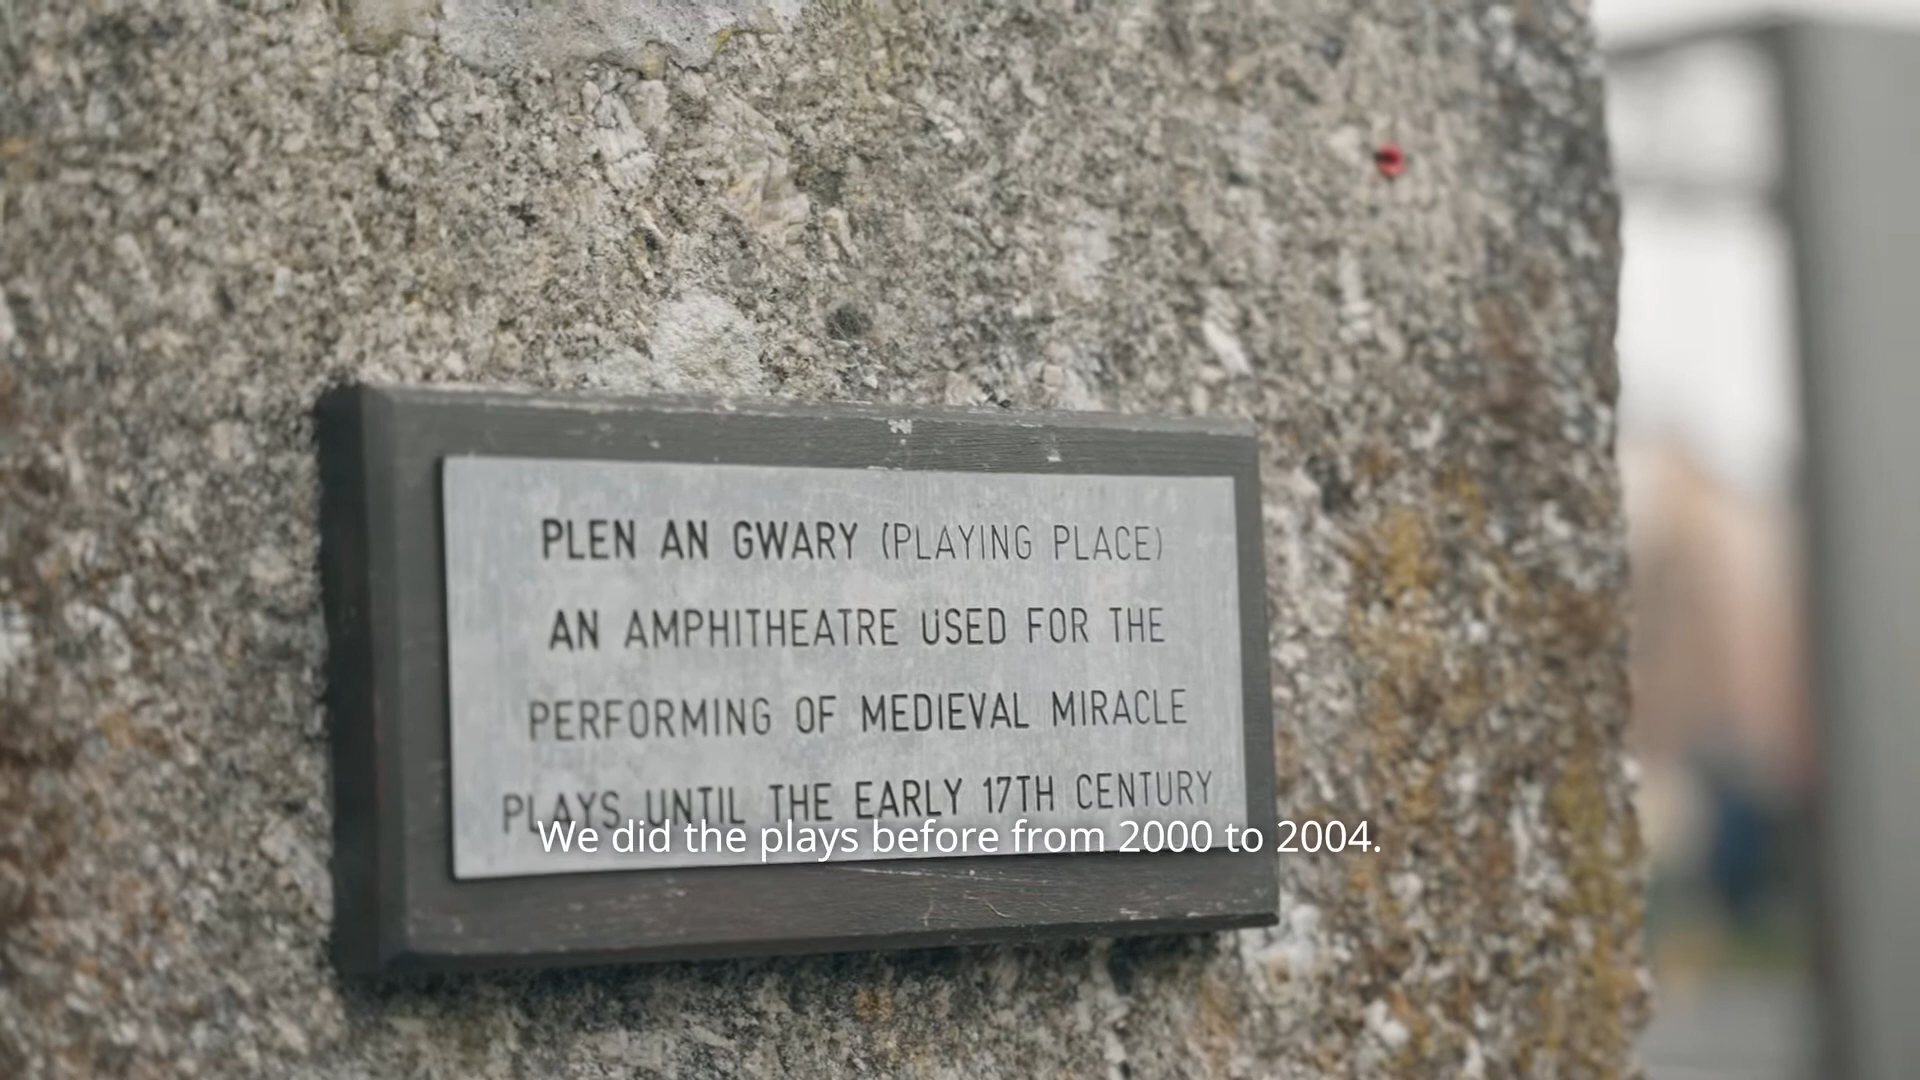 PLEN AN GWARY (PLAYING PLACE)
AN AMPHITHEATRE USED FOR THE
PERFORMING OF MEDIEVAL MIRACLE
PLAYS UNTIL THE EARLY 17TH CENTURY
We did the plays before from 2000 to 2004.